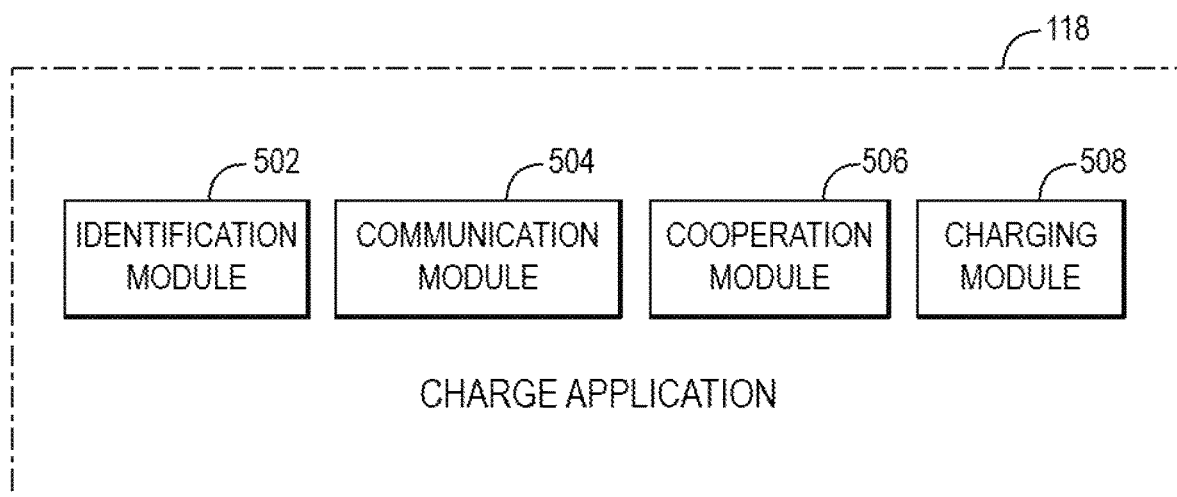 118
502
504
506
508
IDENTIFICATION
MODULE
COMMUNICATION
MODULE
COOPERATION
MODULE
CHARGING
MODULE
CHARGE APPLICATION